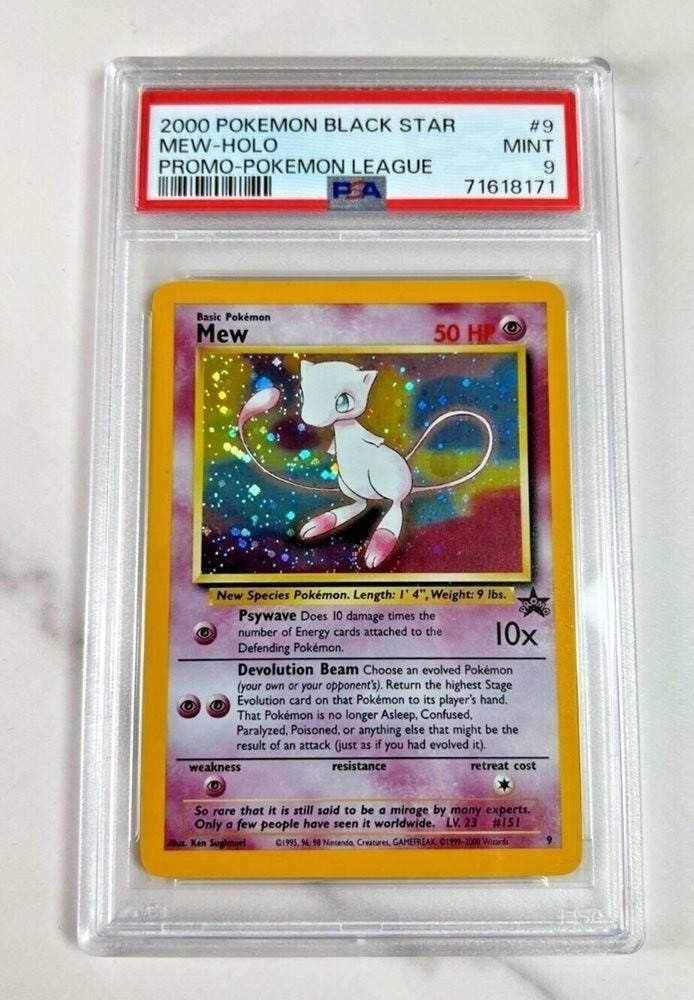 2000 POKEMON BLACK STAR #9
MEW-HOLO MINT
PROMO-POKEMON LEAGUE 9
PSA 71618171
Basic Pokémon
Mew 50 HP
New Species Pokémon. Length: 1' 4", Weight: 9 lbs.
PROMO
Psywave Does 10 damage times the
number of Energy cards attached to the
Defending Pokémon.
10x
Devolution Beam Choose an evolved Pokémon
(your own or your opponent's). Return the highest Stage
Evolution card on that Pokémon to its player's hand.
That Pokémon is no longer Asleep, Confused,
Paralyzed, Poisoned, or anything else that might be the
result of an attack (just as if you had evolved it).
weakness resistance retreat cost
So rare that it is still said to be a mirage by many experts.
Only a few people have seen it worldwide. LV. 23 #151
Illus. Ken Sugimori ©1995, 96, 98 Nintendo, Creatures, GAMEFREAK. ©1999-2000 Wizards 9